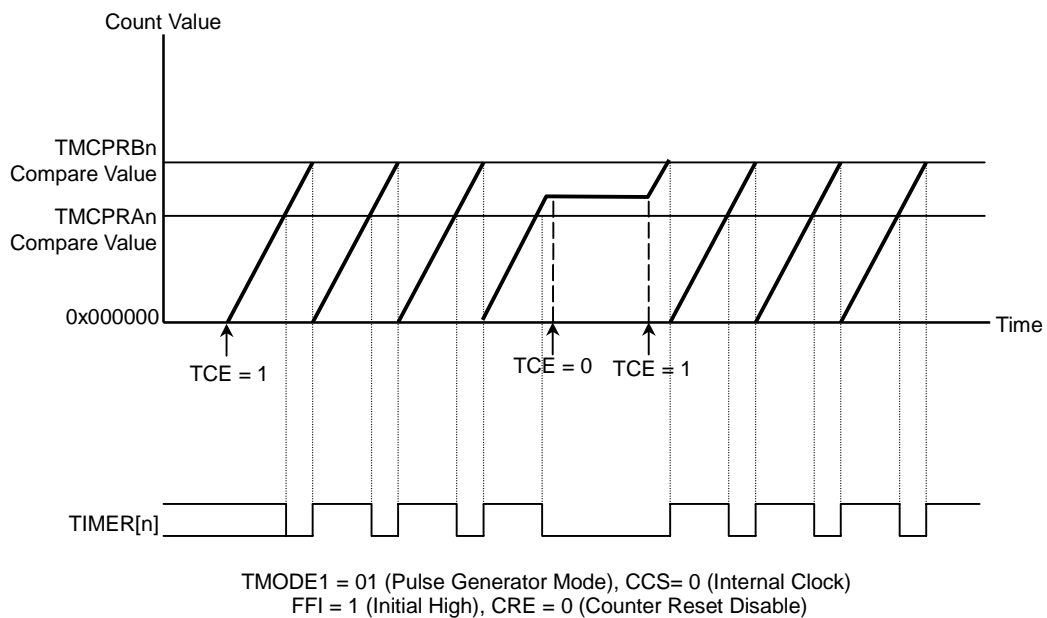 Count Value
TMCPRBn
Compare Value
TMCPRAn
Compare Value
0x000000
Time
TCE = 1
TCE = 0
TCE = 1
TIMER[n]
TMODE1 = 01 (Pulse Generator Mode), CCS= 0 (Internal Clock)
FFI = 1 (Initial High), CRE = 0 (Counter Reset Disable)